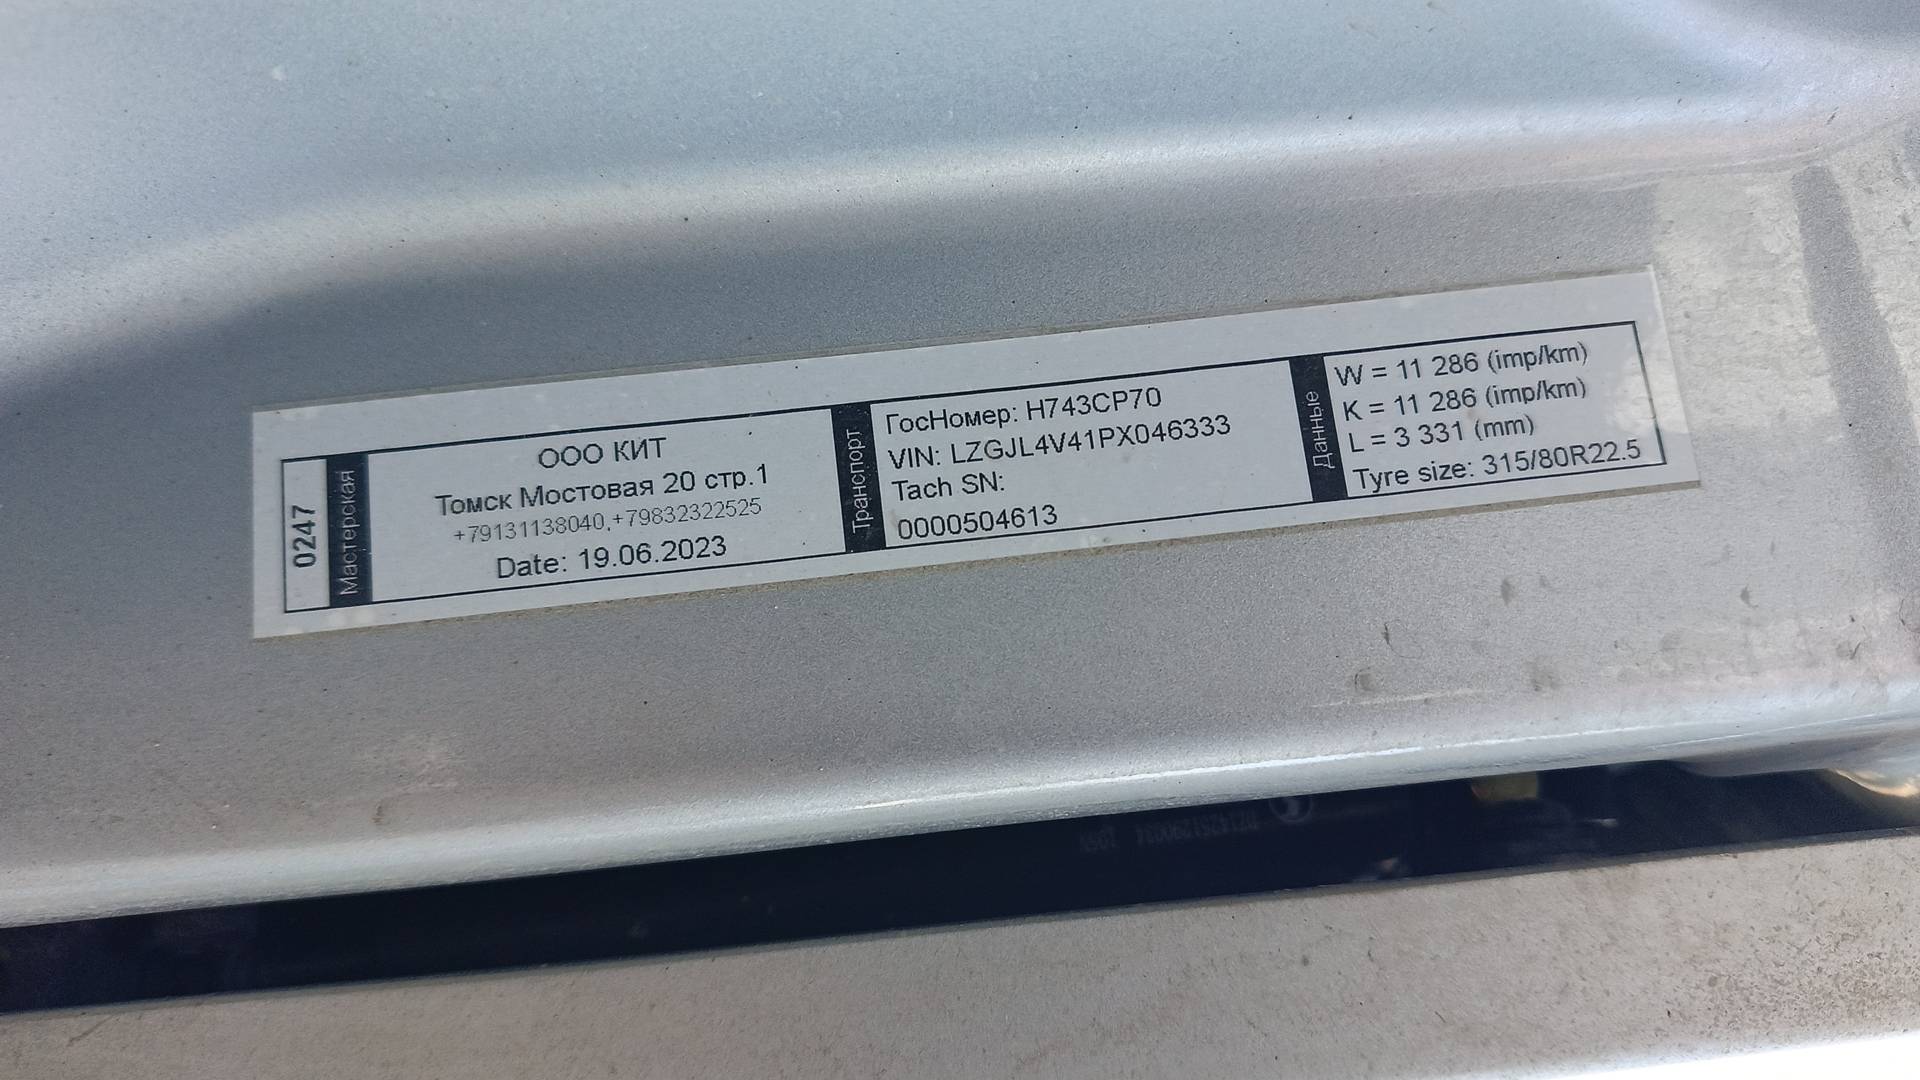 0247
Мастерская
ООО КИТ
Томск Мостовая 20 стр.1
+79131138040,+79832322525
Date: 19.06.2023
Транспорт
ГосНомер: Н743СР70
VIN: LZGJL4V41PX046333
Tach SN:
0000504613
Данные
W = 11 286 (imp/km)
K = 11 286 (imp/km)
L = 3 331 (mm)
Tyre size: 315/80R22.5